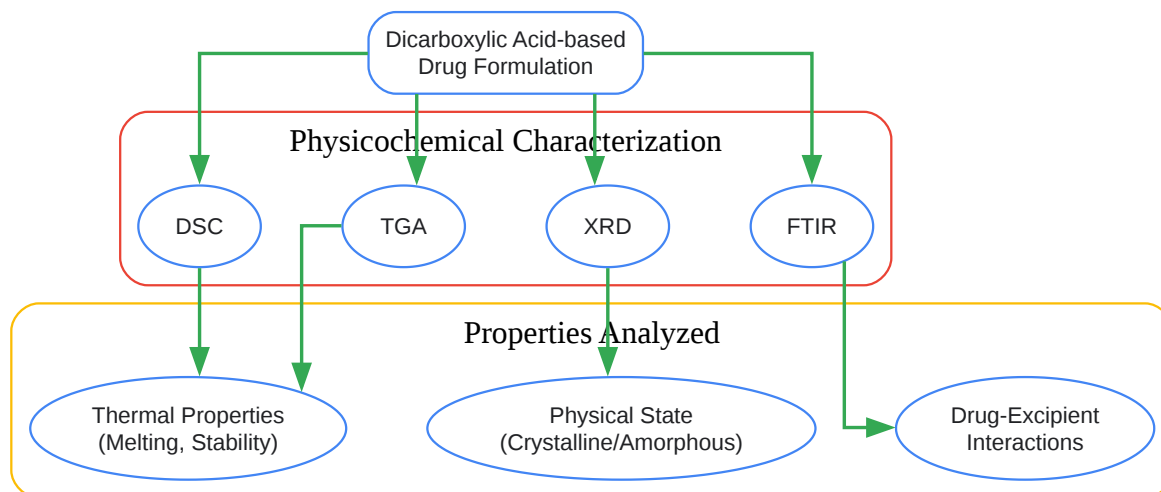 Dicarboxylic Acid-based
Drug Formulation
Physicochemical Characterization
DSC
TGA
XRD
FTIR
Properties Analyzed
Thermal Properties
(Melting, Stability)
Physical State
(Crystalline/Amorphous)
Drug-Excipient
Interactions